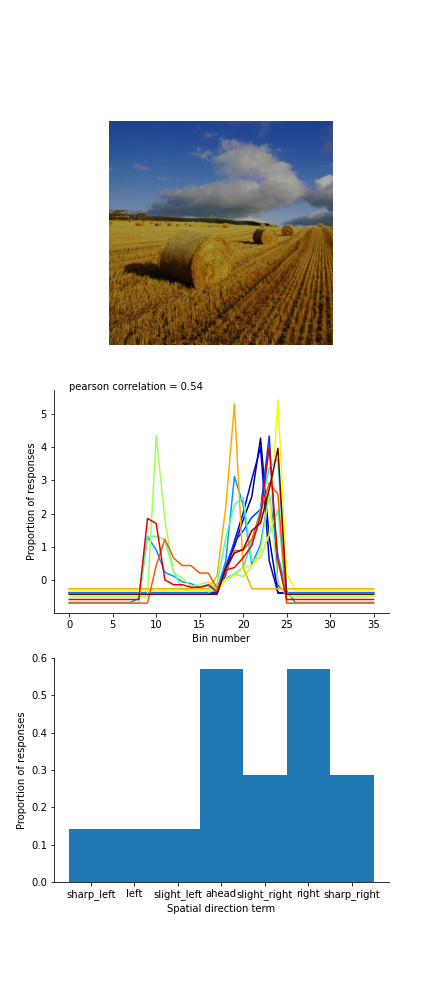 pearson correlation = 0.54
Proportion of responses
5
4
3
2
1
0
0 5 10 15 20 25 30 35
Bin number
Proportion of responses
0.6
0.5
0.4
0.3
0.2
0.1
0.0
sharp_left left slight_left ahead slight_right right sharp_right
Spatial direction term